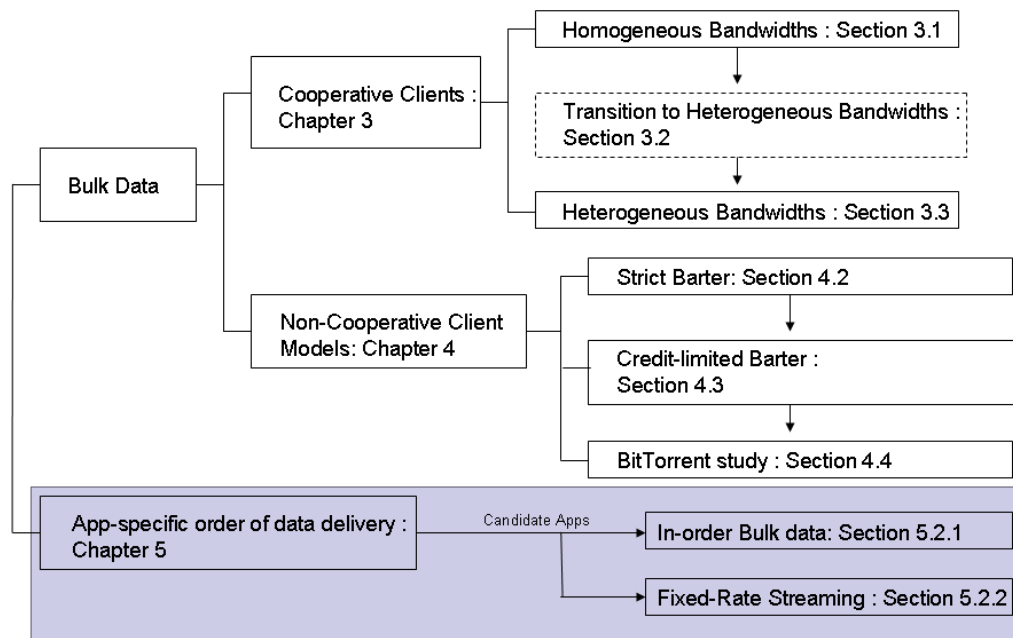 Homogeneous Bandwidths : Section 3.1
Cooperative Clients :
Chapter 3
Transition to Heterogeneous Bandwidths :
Section 3.2
Bulk Data
Heterogeneous Bandwidths : Section 3.3
Strict Barter: Section 4.2
Non-Cooperative Client
Models: Chapter 4
Credit-limited Barter :
Section 4.3
BitTorrent study : Section 4.4
App-specific order of data delivery :
Chapter 5
Candidate Apps
In-order Bulk data: Section 5.2.1
Fixed-Rate Streaming : Section 5.2.2